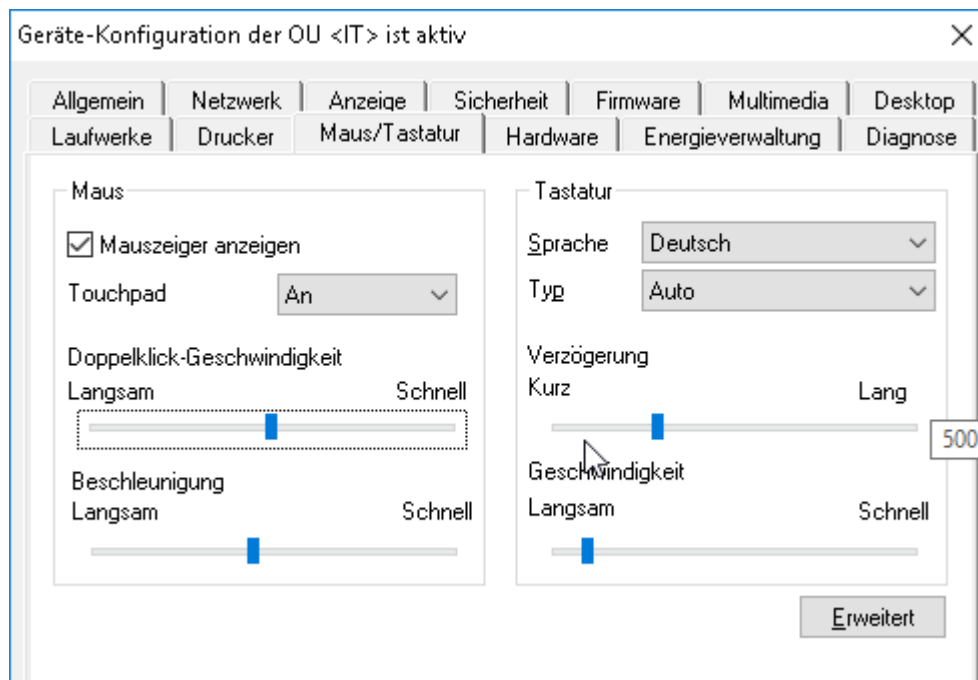 Geräte-Konfiguration der OU <IT> ist aktiv
Allgemein Netzwerk Anzeige Sicherheit Firmware Multimedia Desktop
Laufwerke Drucker Maus/Tastatur Hardware Energieverwaltung Diagnose
Maus
Mauszeiger anzeigen
Touchpad An
Doppelklick-Geschwindigkeit
Langsam Schnell
Beschleunigung
Langsam Schnell
Tastatur
Sprache Deutsch
Typ Auto
Verzögerung
Kurz Lang
500
Geschwindigkeit
Langsam Schnell
Erweitert